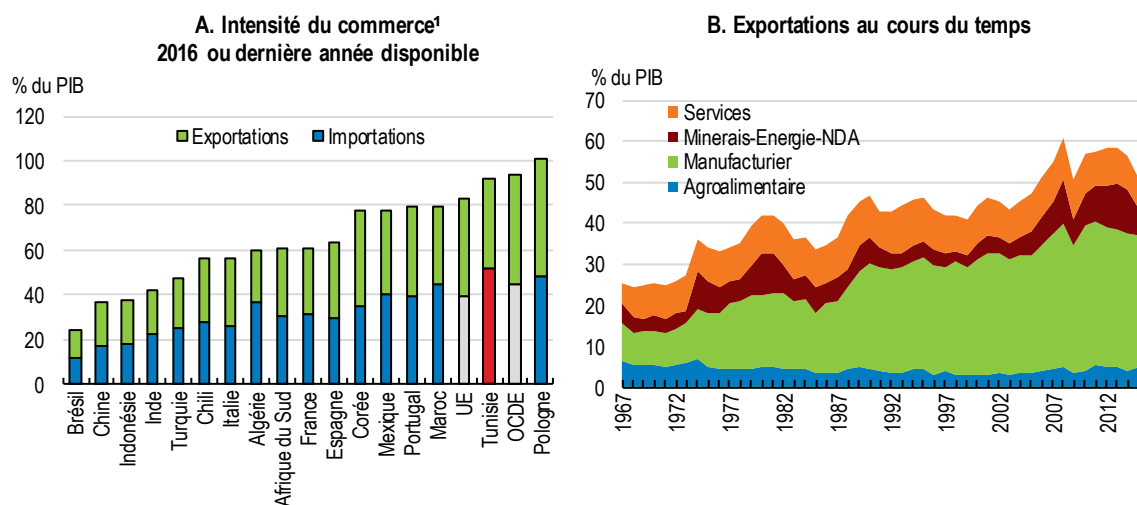 A. Intensité du commerce¹
2016 ou dernière année disponible
% du PIB
120
100
80
60
40
20
0
Exportations
Importations
Brésil
Chine
Indonésie
Inde
Turquie
Chili
Italie
Algérie
Afrique du Sud
France
Espagne
Corée
Mexique
Portugal
Maroc
UE
Tunisie
OCDE
Pologne
B. Exportations au cours du temps
% du PIB
70
60
50
40
30
20
10
0
Services
Minerais-Energie-NDA
Manufacturier
Agroalimentaire
1967
1972
1977
1982
1987
1992
1997
2002
2007
2012